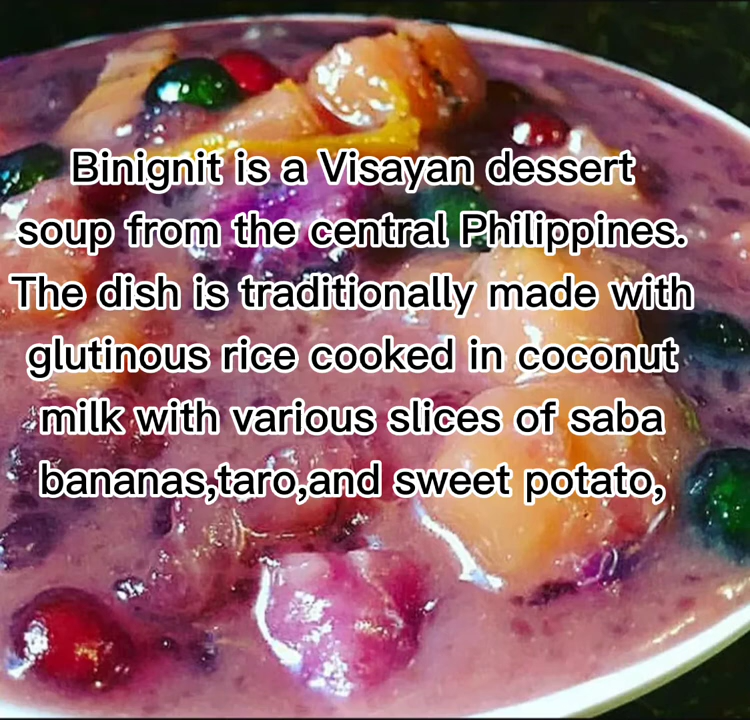 Binignit is a Visayan dessert
soup from the central Philippines.
The dish is traditionally made with
glutinous rice cooked in coconut
milk with various slices of saba
bananas,taro,and sweet potato,